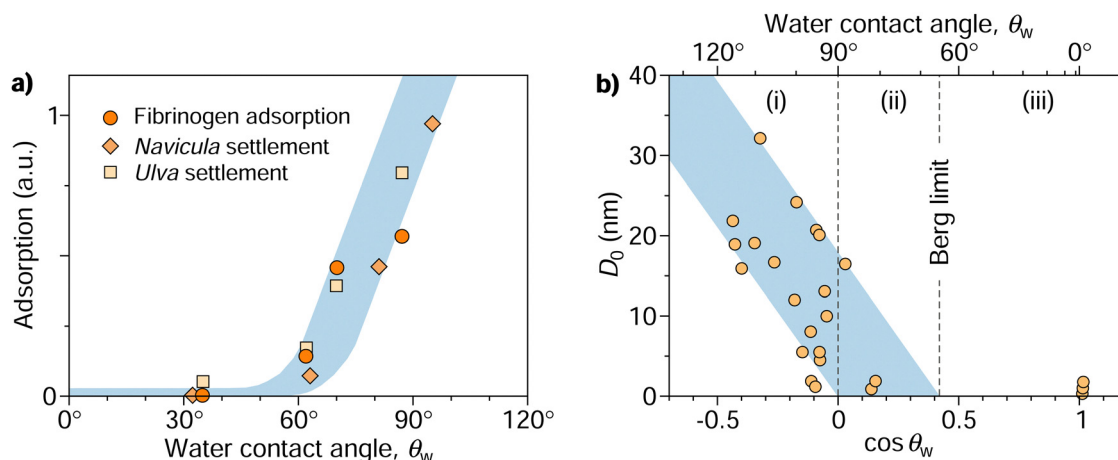 a)
Adsorption (a.u.)
1
0
Fibrinogen adsorption
Navicula settlement
Ulva settlement
0° 30° 60° 90° 120°
Water contact angle, θw
b)
Water contact angle, θw
120° 90° 60° 0°
D0 (nm)
40
30
20
10
0
(i) (ii) (iii)
Berg limit
-0.5 0 0.5 1
cos θw